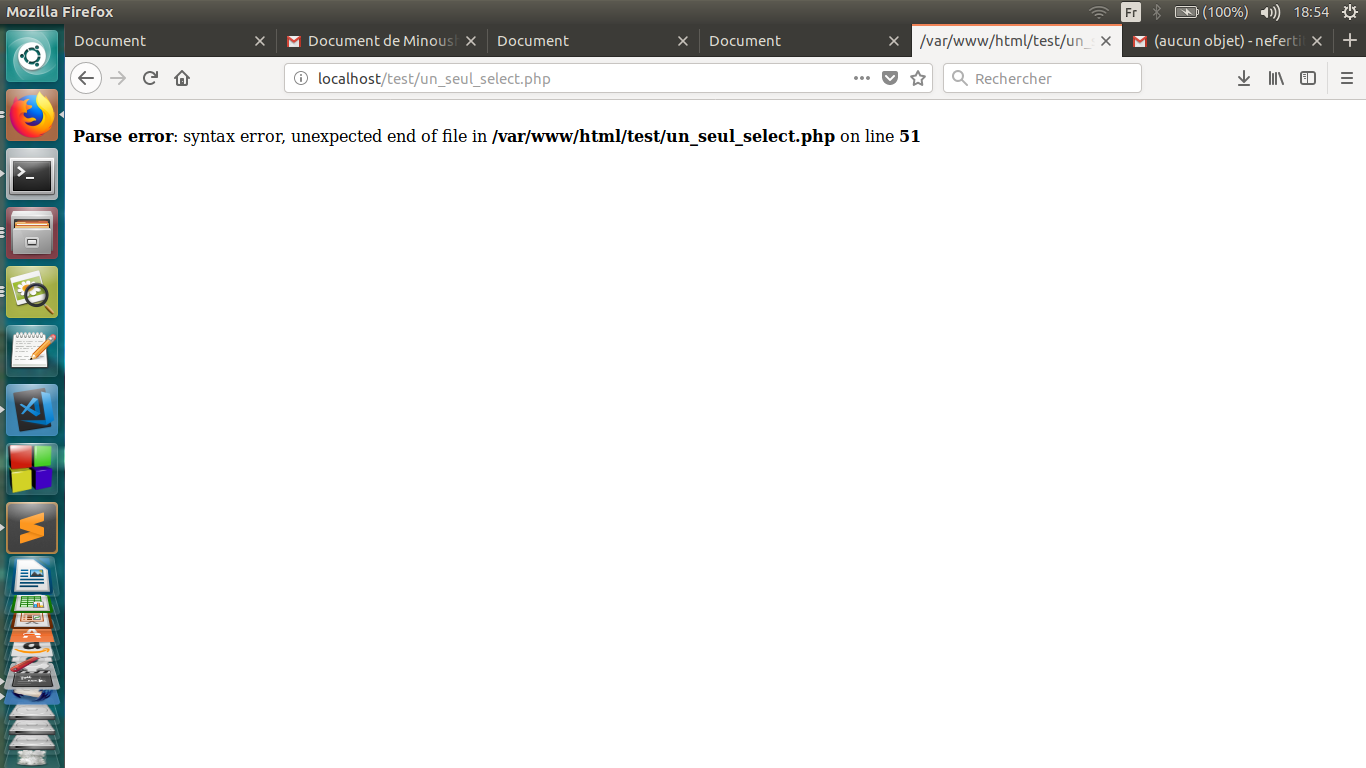 Mozilla Firefox
Fr
(100%)
18:54
Document
Document de Minous
Document
Document
/var/www/html/test/un_
(aucun objet) - neferti
localhost/test/un_seul_select.php
Rechercher
Parse error: syntax error, unexpected end of file in /var/www/html/test/un_seul_select.php on line 51